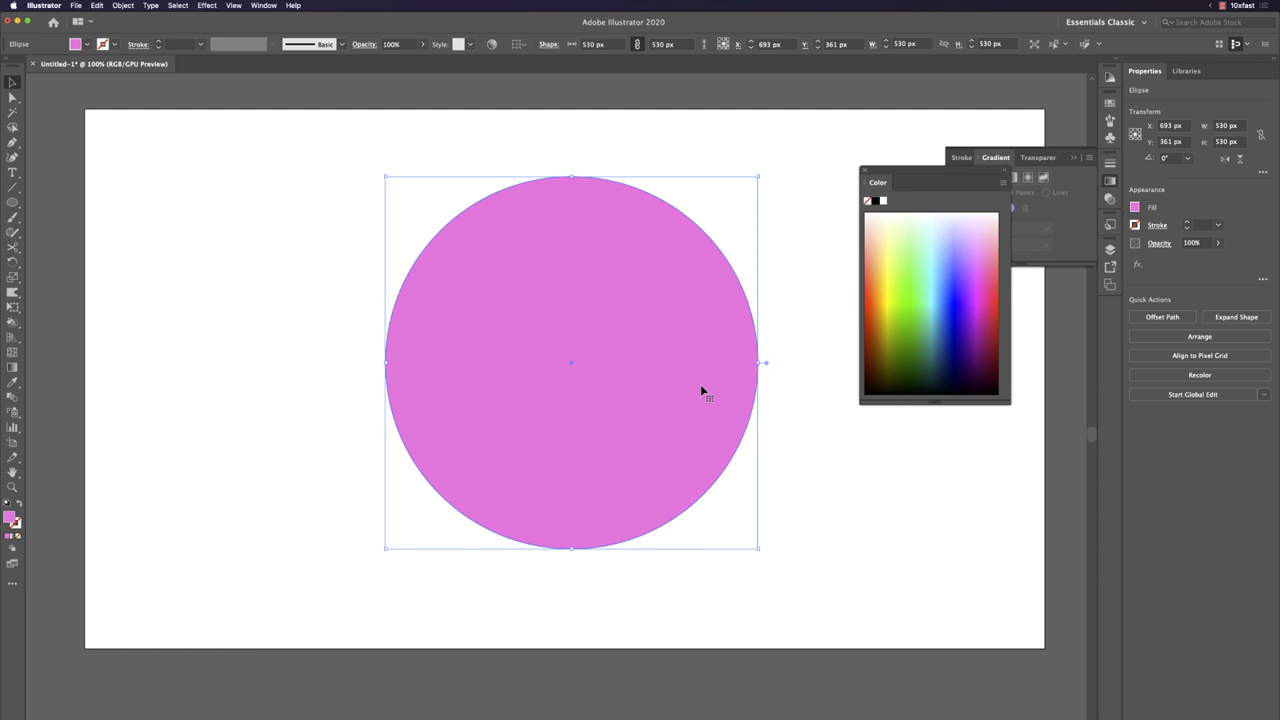 Illustrator File Edit Object Type Select Effect View Window Help 10xfast
Adobe Illustrator 2020 Essentials Classic Search Adobe Stock
Ellipse Stroke: Basic Opacity: 100% Style: Shape: 530 px 530 px X: 693 px Y: 361 px W: 530 px H: 530 px
Untitled-1* @ 100% (RGB/GPU Preview)
Properties Libraries
Ellipse
Transform
X: 693 px W: 530 px
Y: 361 px H: 530 px
0°
Appearance
Fill
Stroke
Opacity 100%
fx.
Quick Actions
Offset Path Expand Shape
Arrange
Align to Pixel Grid
Recolor
Start Global Edit
Stroke Gradient Transparer
Color
Points Lines